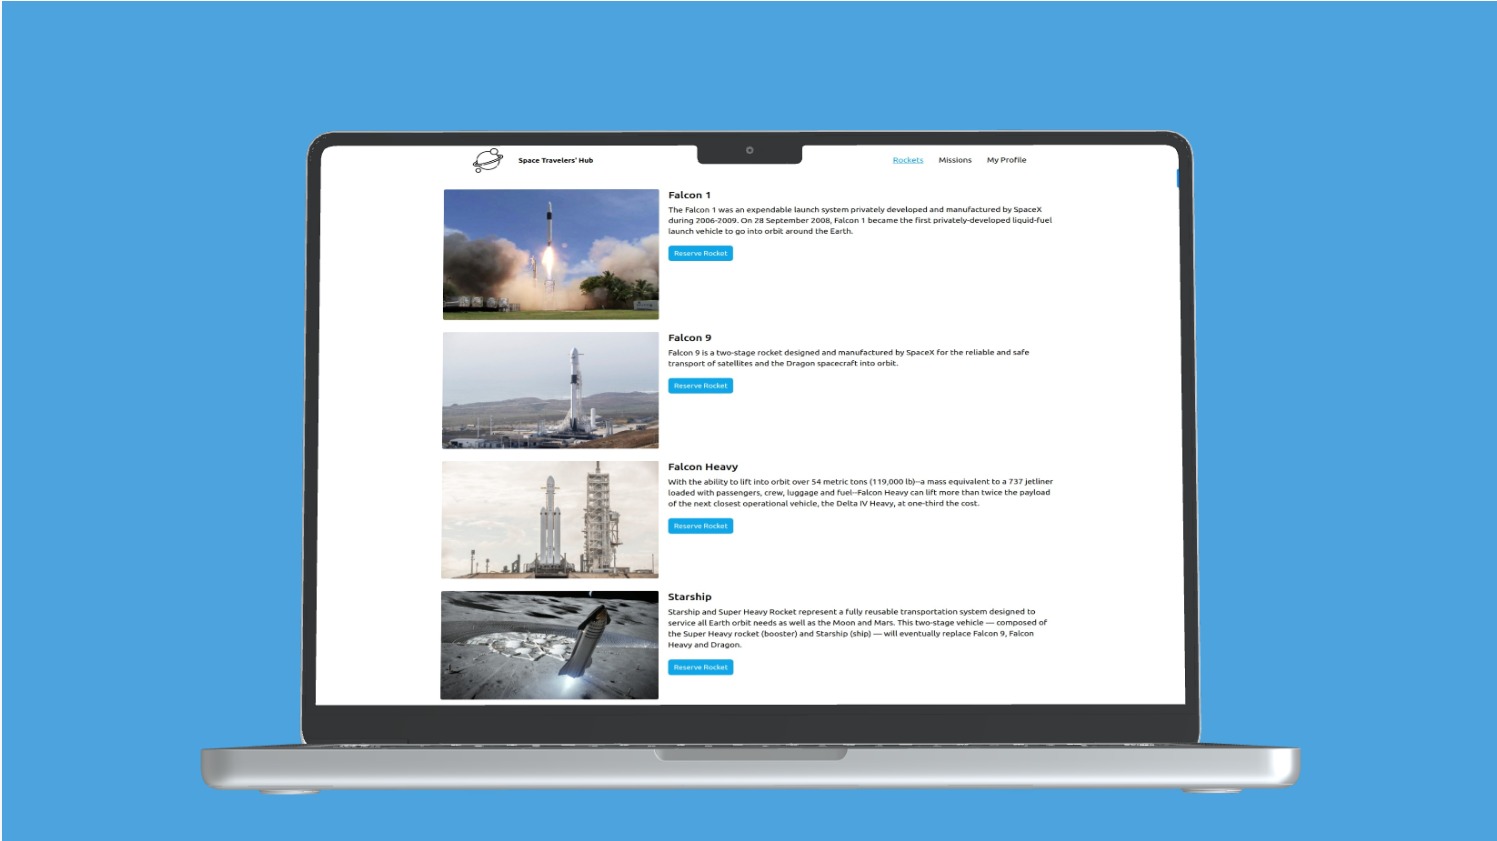 Space Travelers' Hub
Rockets Missions My Profile
Falcon 1
The Falcon 1 was an expendable launch system privately developed and manufactured by SpaceX
during 2006-2009. On 28 September 2008, Falcon 1 became the first privately-developed liquid-fuel
launch vehicle to go into orbit around the Earth.
Reserve Rocket
Falcon 9
Falcon 9 is a two-stage rocket designed and manufactured by SpaceX for the reliable and safe
transport of satellites and the Dragon spacecraft into orbit.
Reserve Rocket
Falcon Heavy
With the ability to lift into orbit over 54 metric tons (119,000 lb)--a mass equivalent to a 737 jetliner
loaded with passengers, crew, luggage and fuel--Falcon Heavy can lift more than twice the payload
of the next closest operational vehicle, the Delta IV Heavy, at one-third the cost.
Reserve Rocket
Starship
Starship and Super Heavy Rocket represent a fully reusable transportation system designed to
service all Earth orbit needs as well as the Moon and Mars. This two-stage vehicle — composed of
the Super Heavy rocket (booster) and Starship (ship) — will eventually replace Falcon 9, Falcon
Heavy and Dragon.
Reserve Rocket